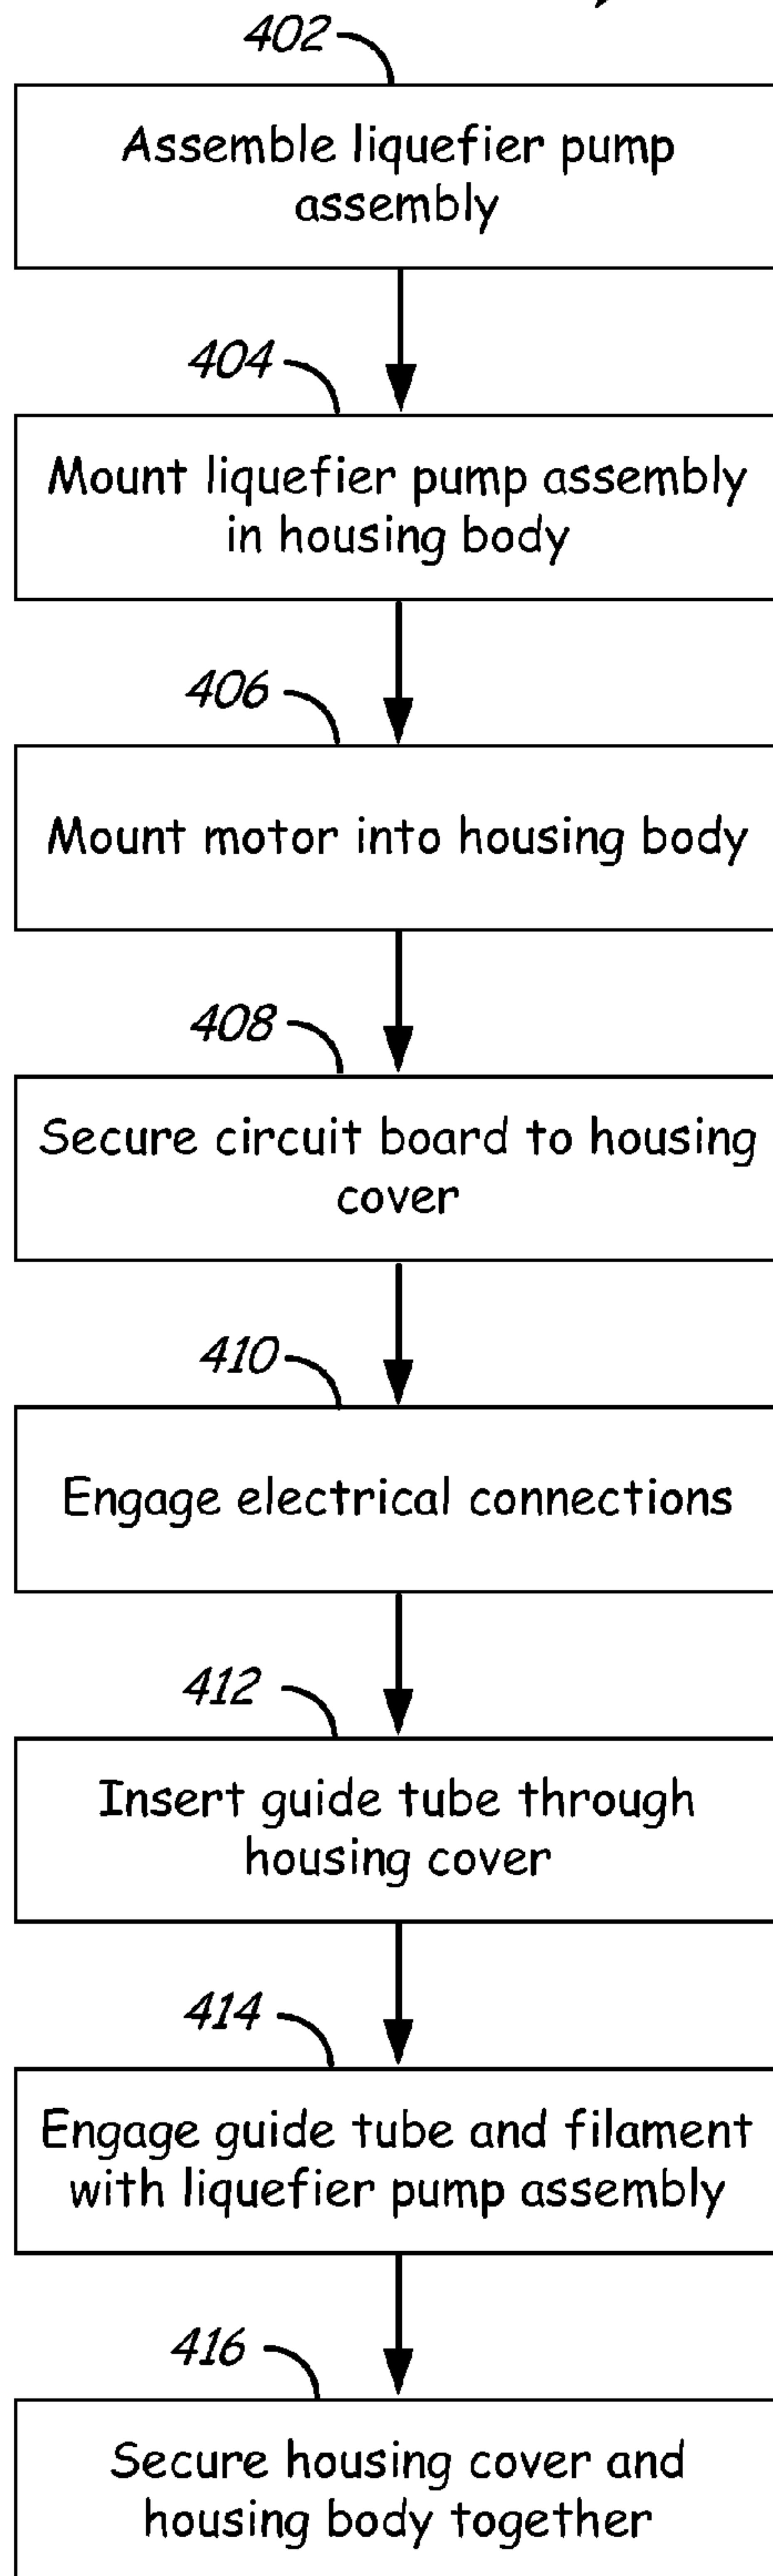 402
Assemble liquefier pump
assembly
404
Mount liquefier pump assembly
in housing body
406
Mount motor into housing body
408
Secure circuit board to housing
cover
410
Engage electrical connections
412
Insert guide tube through
housing cover
414
Engage guide tube and filament
with liquefier pump assembly
416
Secure housing cover and
housing body together